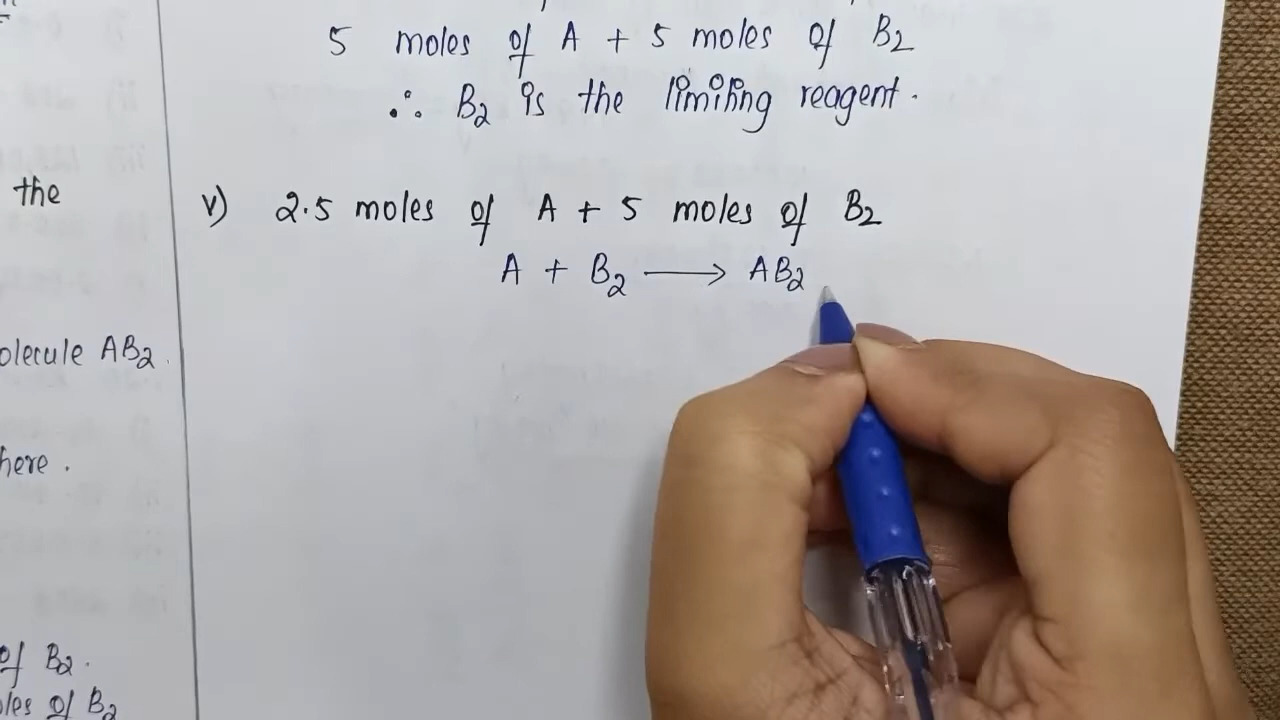 the
olecule AB₂.
here.
of B₂.
les of B₂
5 moles of A + 5 moles of B₂
∴ B₂ is the limiting reagent.
v) 2.5 moles of A + 5 moles of B₂
A + B₂ ⟶ AB₂